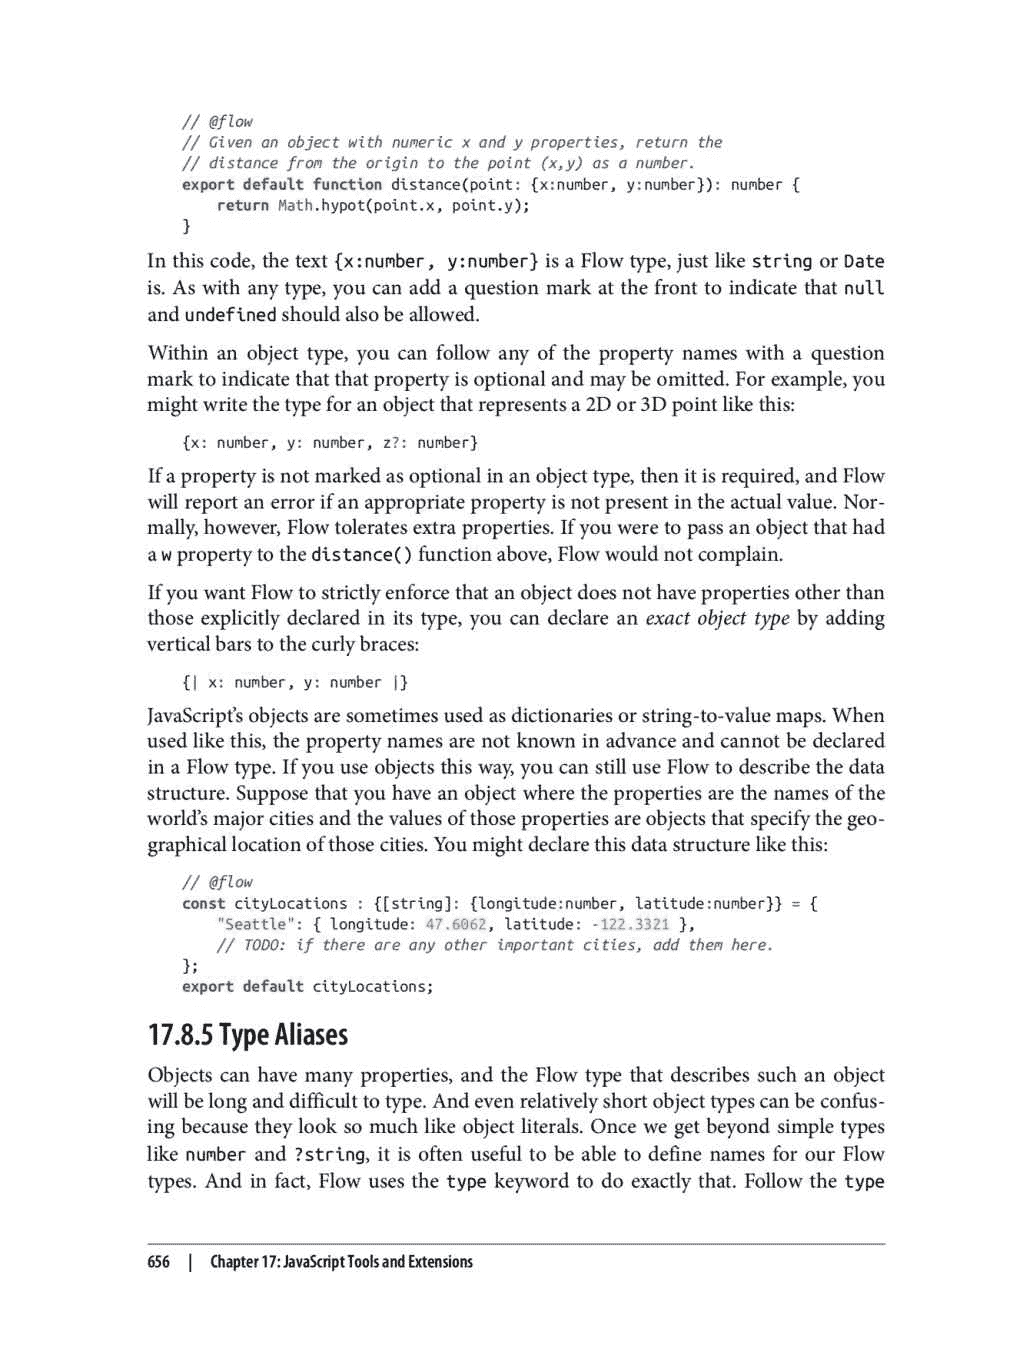 // @flow
// Given an object with numeric x and y properties, return the
// distance from the origin to the point (x,y) as a number.
export default function distance(point: {x:number, y:number}): number {
    return Math.hypot(point.x, point.y);
}
In this code, the text {x:number, y:number} is a Flow type, just like string or Date
is. As with any type, you can add a question mark at the front to indicate that null
and undefined should also be allowed.
Within an object type, you can follow any of the property names with a question
mark to indicate that that property is optional and may be omitted. For example, you
might write the type for an object that represents a 2D or 3D point like this:
{x: number, y: number, z?: number}
If a property is not marked as optional in an object type, then it is required, and Flow
will report an error if an appropriate property is not present in the actual value. Nor-
mally, however, Flow tolerates extra properties. If you were to pass an object that had
a w property to the distance() function above, Flow would not complain.
If you want Flow to strictly enforce that an object does not have properties other than
those explicitly declared in its type, you can declare an exact object type by adding
vertical bars to the curly braces:
{| x: number, y: number |}
JavaScript's objects are sometimes used as dictionaries or string-to-value maps. When
used like this, the property names are not known in advance and cannot be declared
in a Flow type. If you use objects this way, you can still use Flow to describe the data
structure. Suppose that you have an object where the properties are the names of the
world's major cities and the values of those properties are objects that specify the geo-
graphical location of those cities. You might declare this data structure like this:
// @flow
const cityLocations : {[string]: {longitude:number, latitude:number}} = {
    "Seattle": { longitude: 47.6062, latitude: -122.3321 },
    // TODO: if there are any other important cities, add them here.
};
export default cityLocations;
17.8.5 Type Aliases
Objects can have many properties, and the Flow type that describes such an object
will be long and difficult to type. And even relatively short object types can be confus-
ing because they look so much like object literals. Once we get beyond simple types
like number and ?string, it is often useful to be able to define names for our Flow
types. And in fact, Flow uses the type keyword to do exactly that. Follow the type
656 | Chapter 17: JavaScript Tools and Extensions